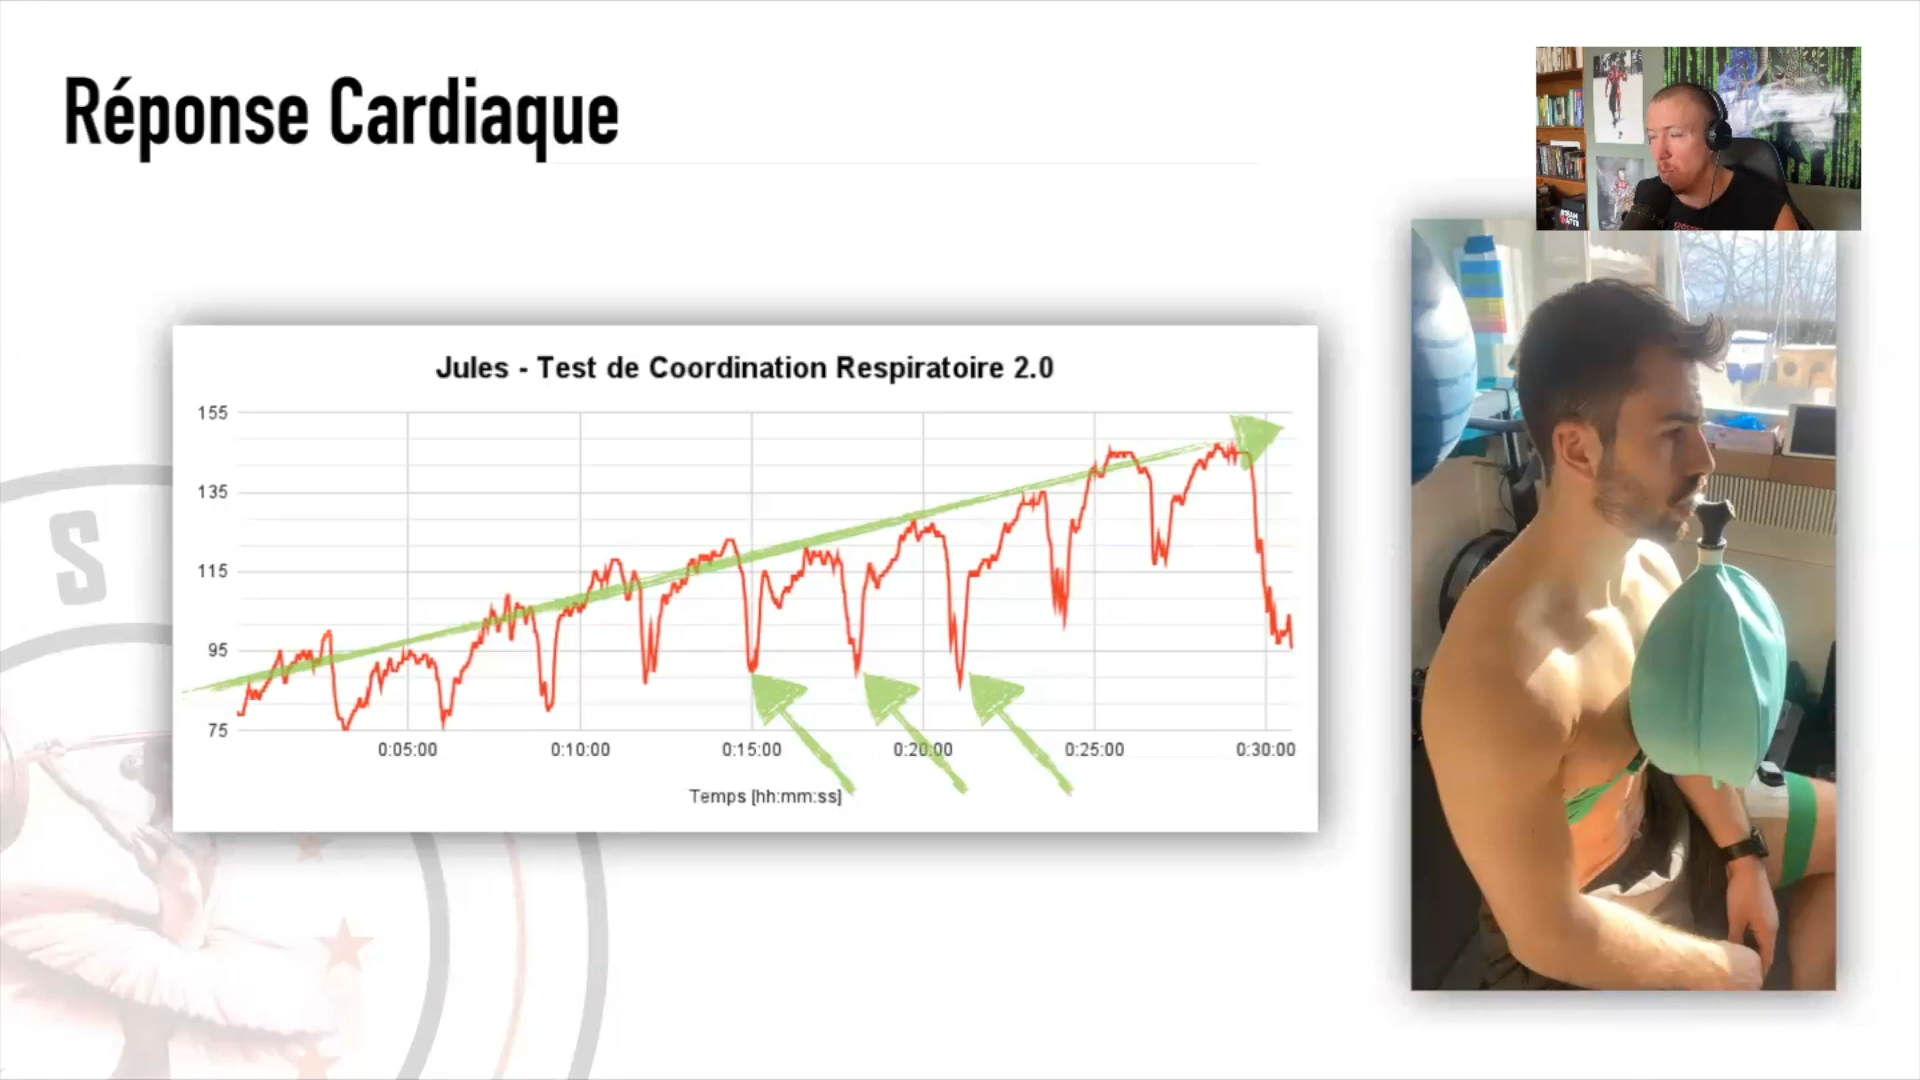 Réponse Cardiaque
Jules - Test de Coordination Respiratoire 2.0
155
135
115
95
75
0:05:00
0:10:00
0:15:00
0:20:00
0:25:00
0:30:00
Temps [hh:mm:ss]
S